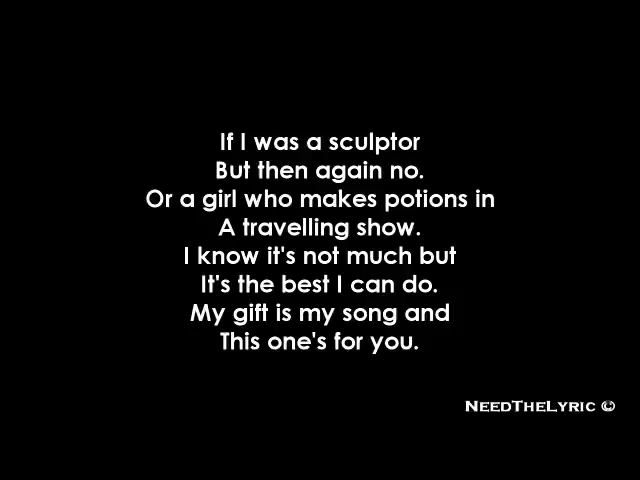 If I was a sculptor
But then again no.
Or a girl who makes potions in
A travelling show.
I know it's not much but
It's the best I can do.
My gift is my song and
This one's for you.
NeedTheLyric ©